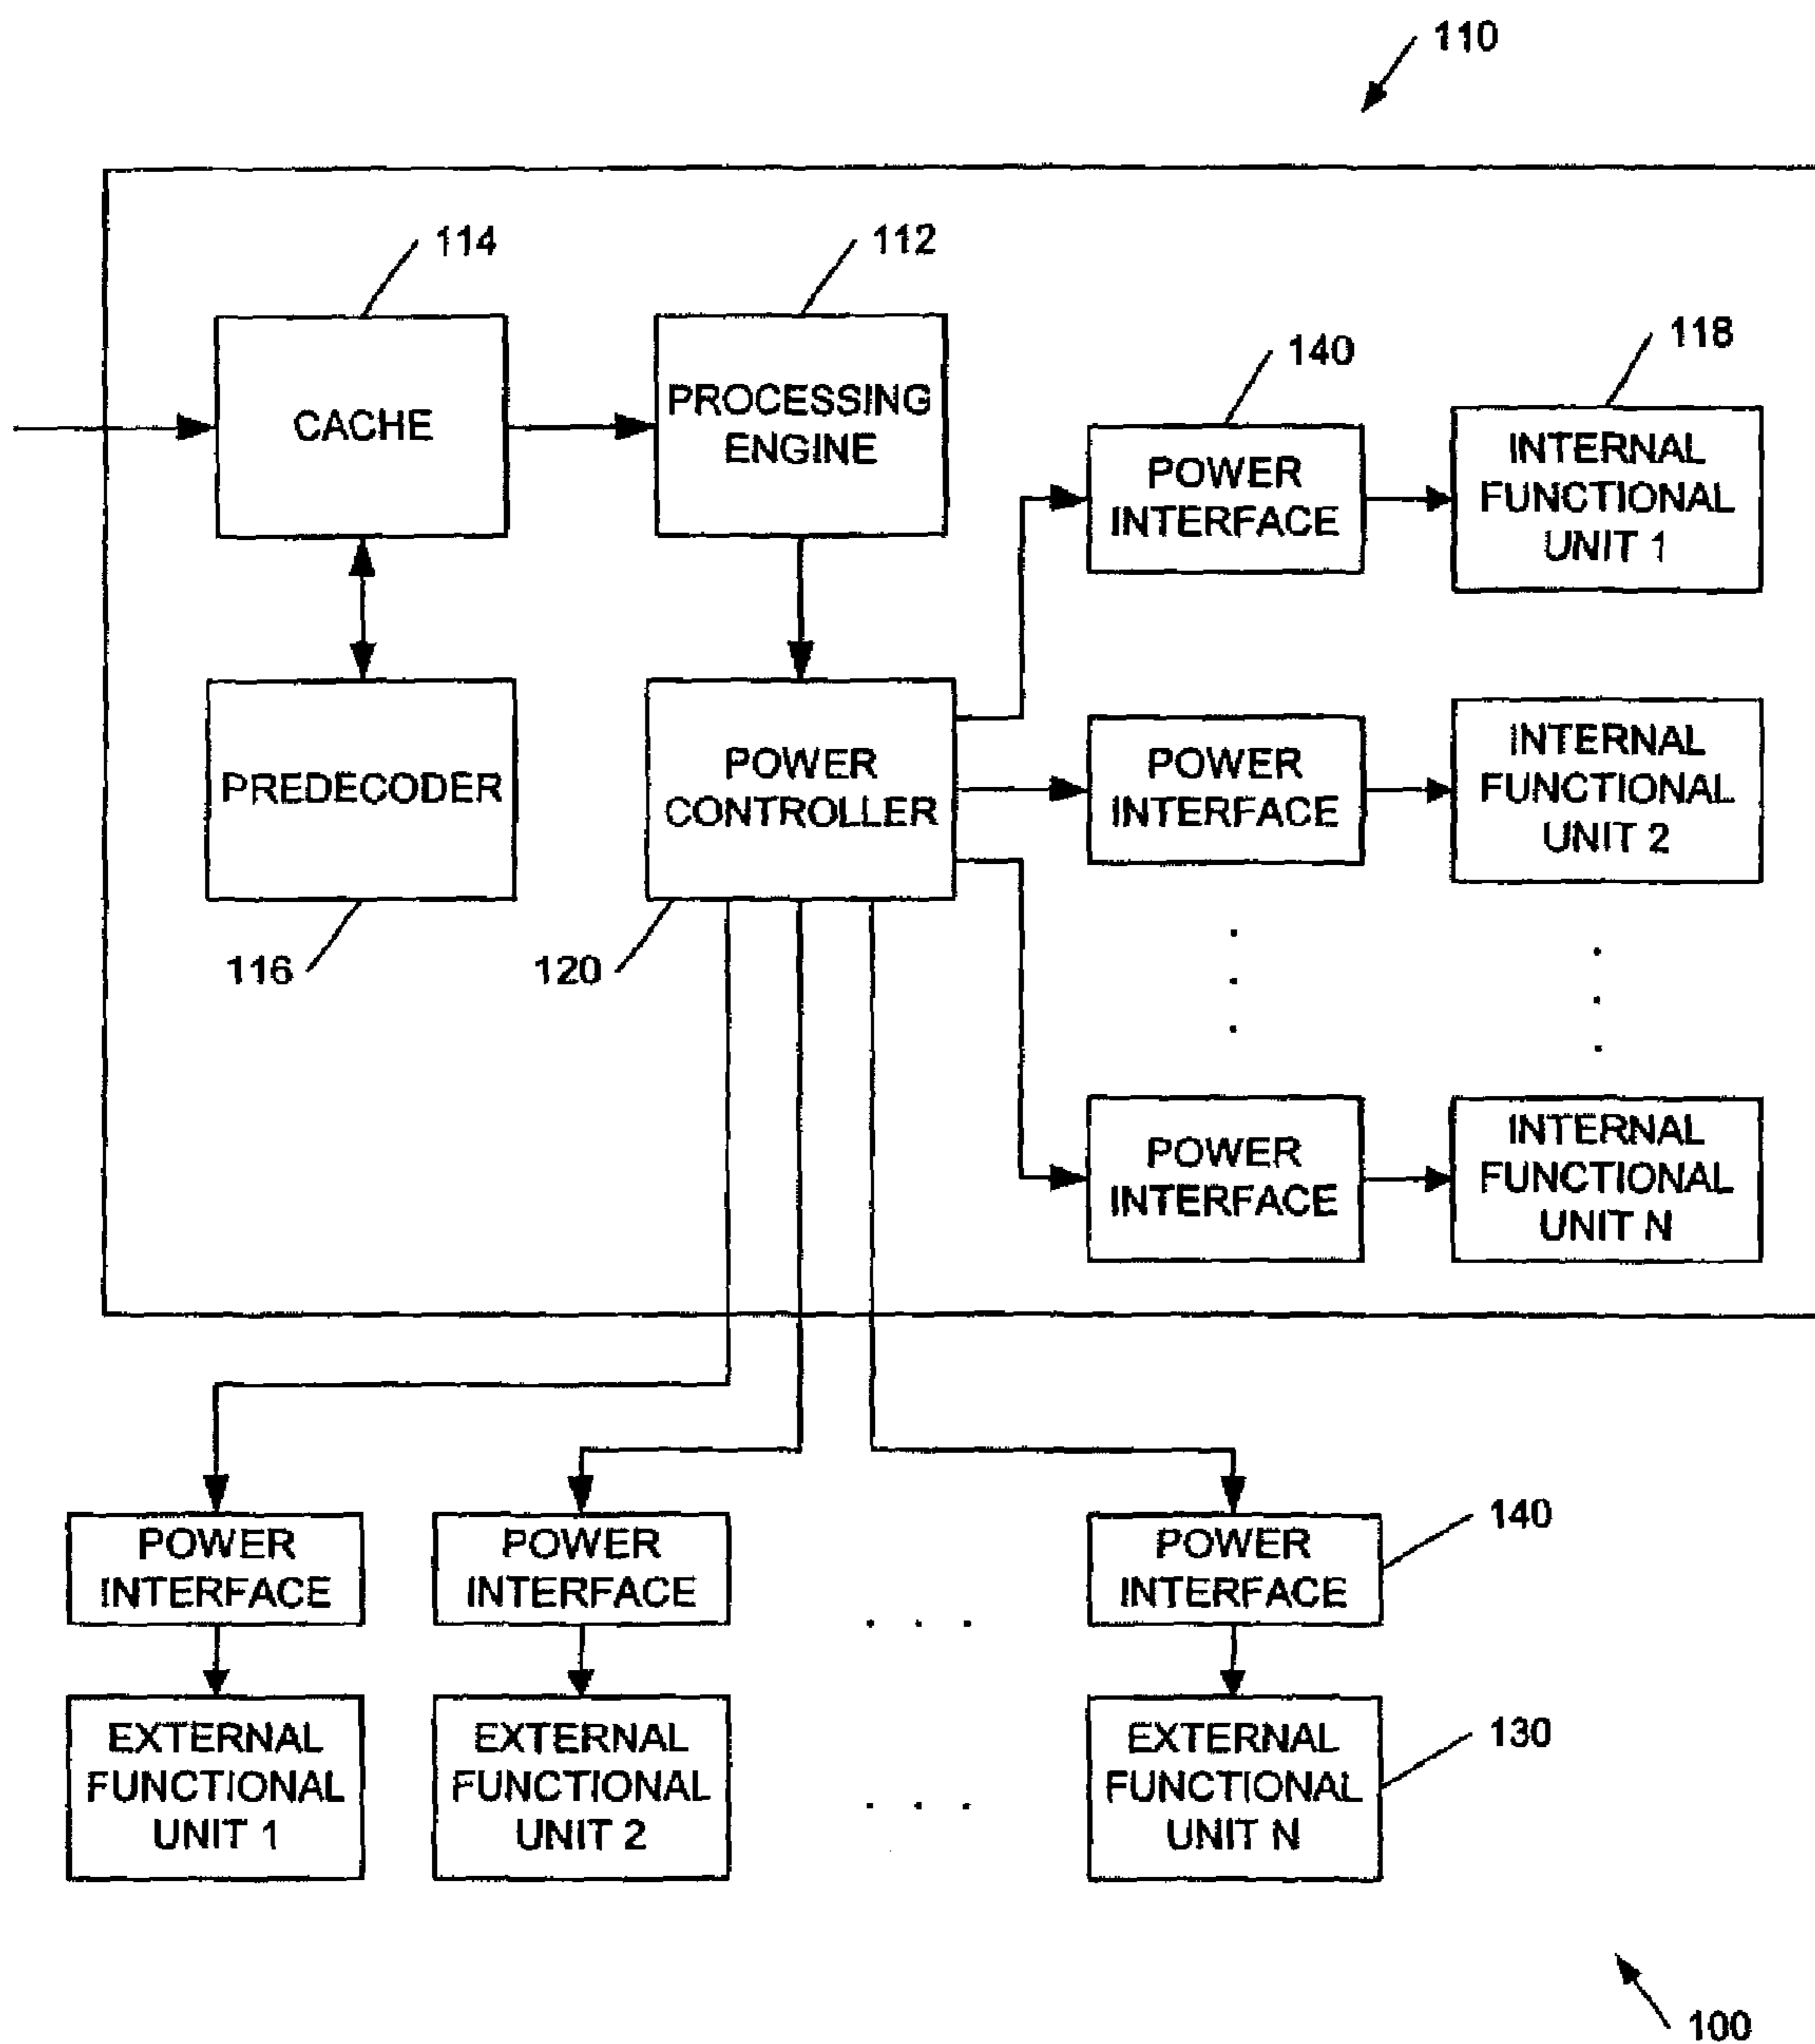 110
114
112
140
118
CACHE
PROCESSING
ENGINE
POWER
INTERFACE
INTERNAL
FUNCTIONAL
UNIT 1
PREDECODER
POWER
CONTROLLER
POWER
INTERFACE
INTERNAL
FUNCTIONAL
UNIT 2
116
120
. . .
. . .
POWER
INTERFACE
INTERNAL
FUNCTIONAL
UNIT N
POWER
INTERFACE
POWER
INTERFACE
. . .
POWER
INTERFACE
140
EXTERNAL
FUNCTIONAL
UNIT 1
EXTERNAL
FUNCTIONAL
UNIT 2
. . .
EXTERNAL
FUNCTIONAL
UNIT N
130
100